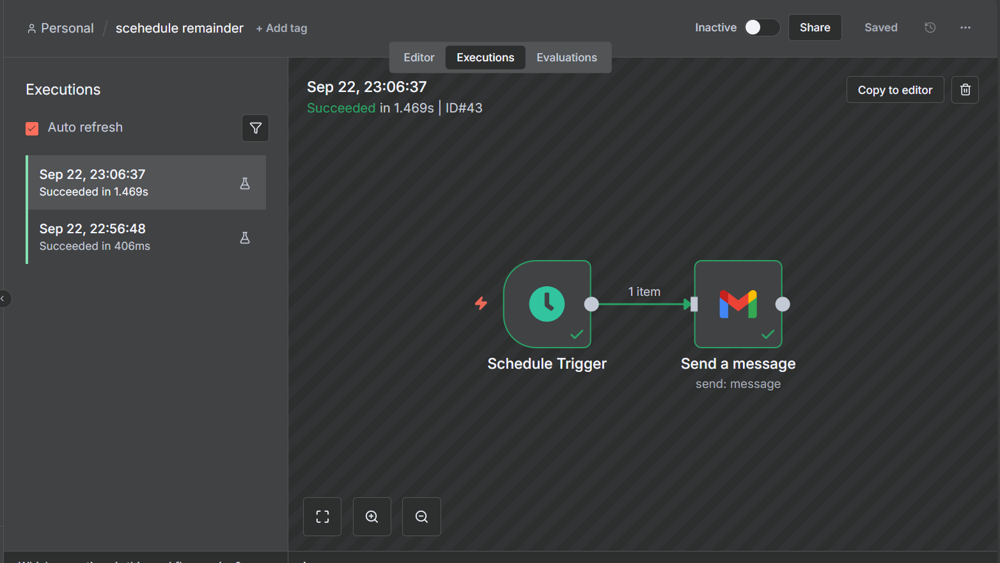 Personal / scehedule remainder + Add tag
Inactive Share Saved
Editor Executions Evaluations
Executions
Auto refresh
Sep 22, 23:06:37
Succeeded in 1.469s
Sep 22, 22:56:48
Succeeded in 406ms
Sep 22, 23:06:37
Succeeded in 1.469s | ID#43
Copy to editor
1 item
Schedule Trigger
Send a message
send: message